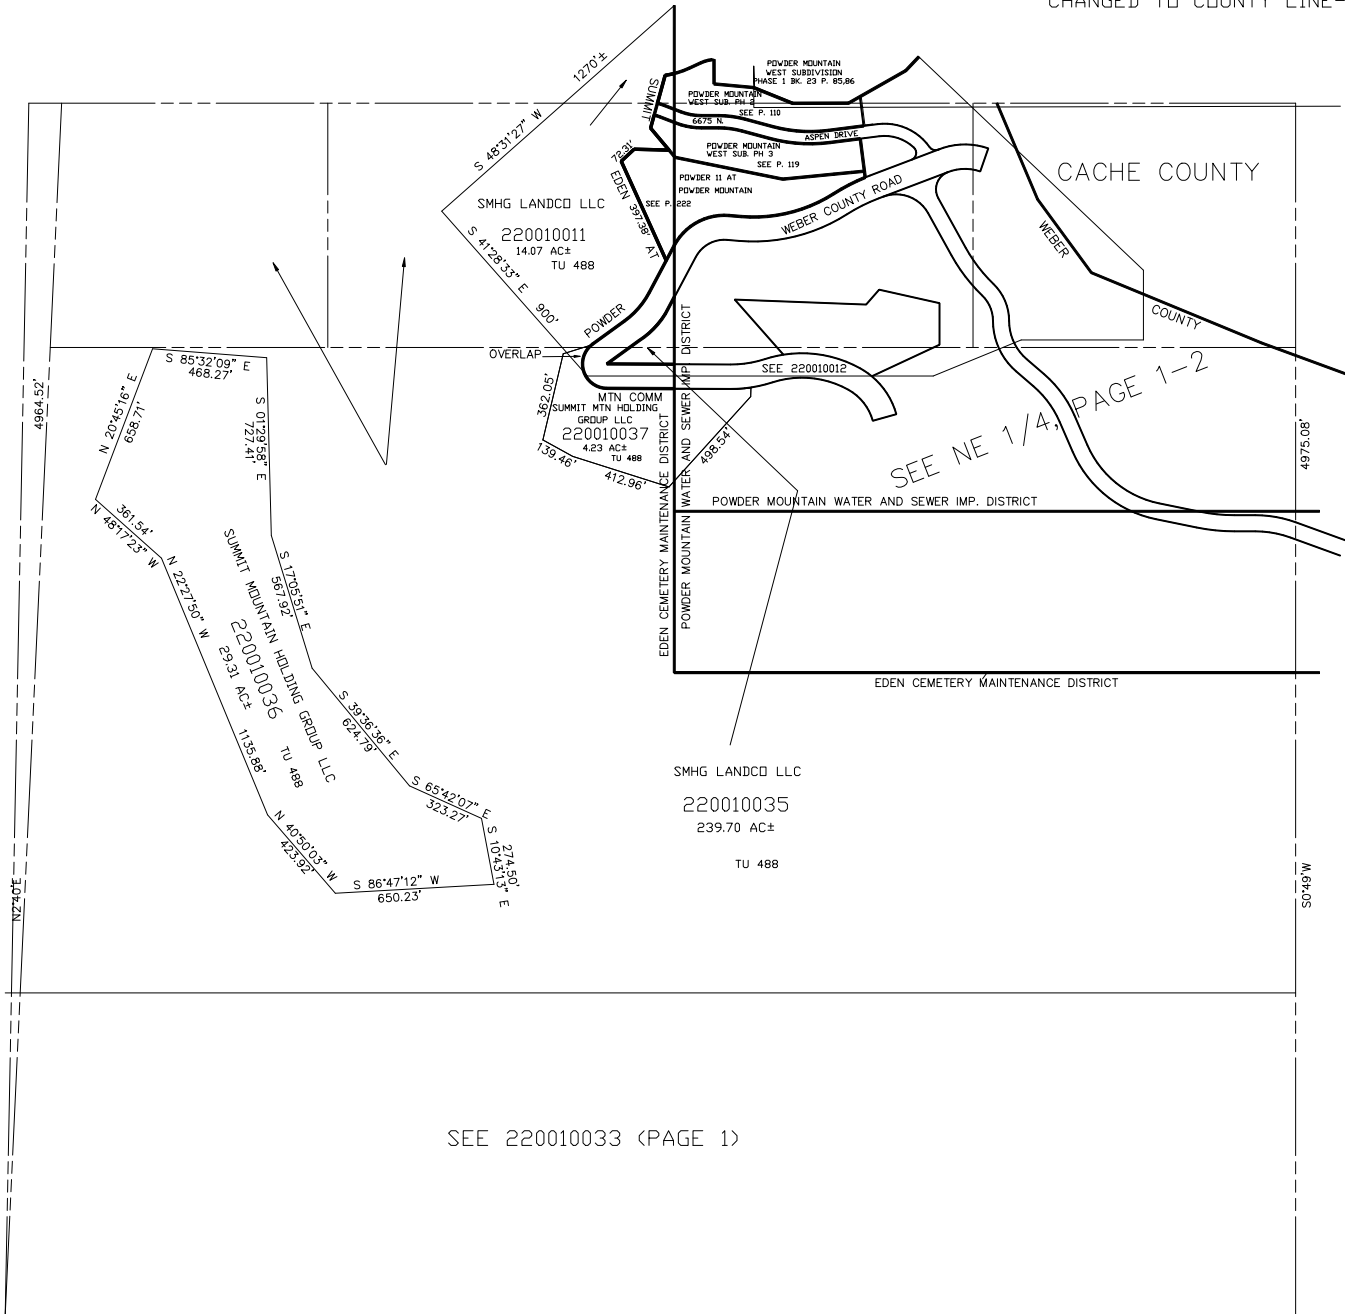 CHANGED TO COUNTY LINE-
1270'±
S 48°31'27" W
SUMMIT
POWDER MOUNTAIN
WEST SUBDIVISION
PHASE 1 BK. 23 P. 85,86
POWDER MOUNTAIN
WEST SUB. PH 2
SEE P. 110
6675 N.
ASPEN DRIVE
POWDER MOUNTAIN
WEST SUB. PH 3
SEE P. 119
72.31'
EDEN 397.38' AT
POWDER 11 AT
POWDER MOUNTAIN
SEE P. 222
CACHE COUNTY
WEBER COUNTY ROAD
WEBER
COUNTY
SMHG LANDCO LLC
220010011
14.07 AC±
TU 488
S 41°28'33" E 900'
POWDER
OVERLAP
SEE 220010012
362.05'
MTN COMM
SUMMIT MTN HOLDING
GROUP LLC
220010037
4.23 AC±
TU 488
139.46'
412.96'
498.54'
SEE NE 1/4, PAGE 1-2
4964.52'
4975.08'
S 85°32'09" E
468.27'
N 20°45'16" E
658.71'
S 01°29'58" E
727.41'
361.54'
N 48°17'23" W
N 22°27'50" W
1135.88'
SUMMIT MOUNTAIN HOLDING GROUP LLC
220010036
29.31 AC±
TU 488
S 17°05'51" E
567.92'
S 39°36'36" E
624.79'
S 65°42'07" E
323.27'
274.50'
S 10°43'13" E
N 40°50'03" W
423.92'
S 86°47'12" W
650.23'
POWDER MOUNTAIN WATER AND SEWER IMP. DISTRICT
EDEN CEMETERY MAINTENANCE DISTRICT
POWDER MOUNTAIN WATER AND SEWER IMP. DISTRICT
EDEN CEMETERY MAINTENANCE DISTRICT
SMHG LANDCO LLC
220010035
239.70 AC±
TU 488
N2°40'E
S0°49'W
SEE 220010033 (PAGE 1)